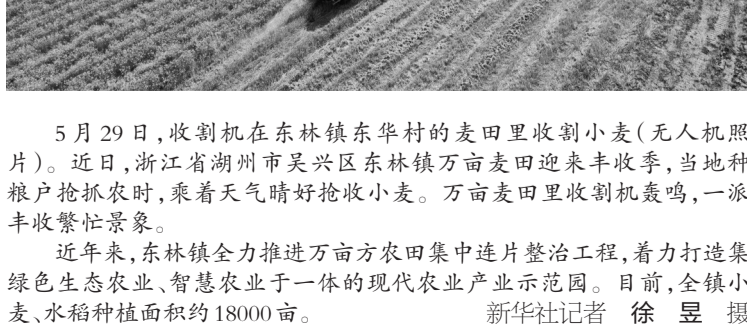 5月29日，收割机在东林镇东华村的麦田里收割小麦（无人机照
片）。近日，浙江省湖州市吴兴区东林镇万亩麦田迎来丰收季，当地种
粮户抢抓农时，乘着天气晴好抢收小麦。万亩麦田里收割机轰鸣，一派
丰收繁忙景象。
近年来，东林镇全力推进万亩方农田集中连片整治工程，着力打造集
绿色生态农业、智慧农业于一体的现代农业产业示范园。目前，全镇小
麦、水稻种植面积约18000亩。 新华社记者 徐昱 摄